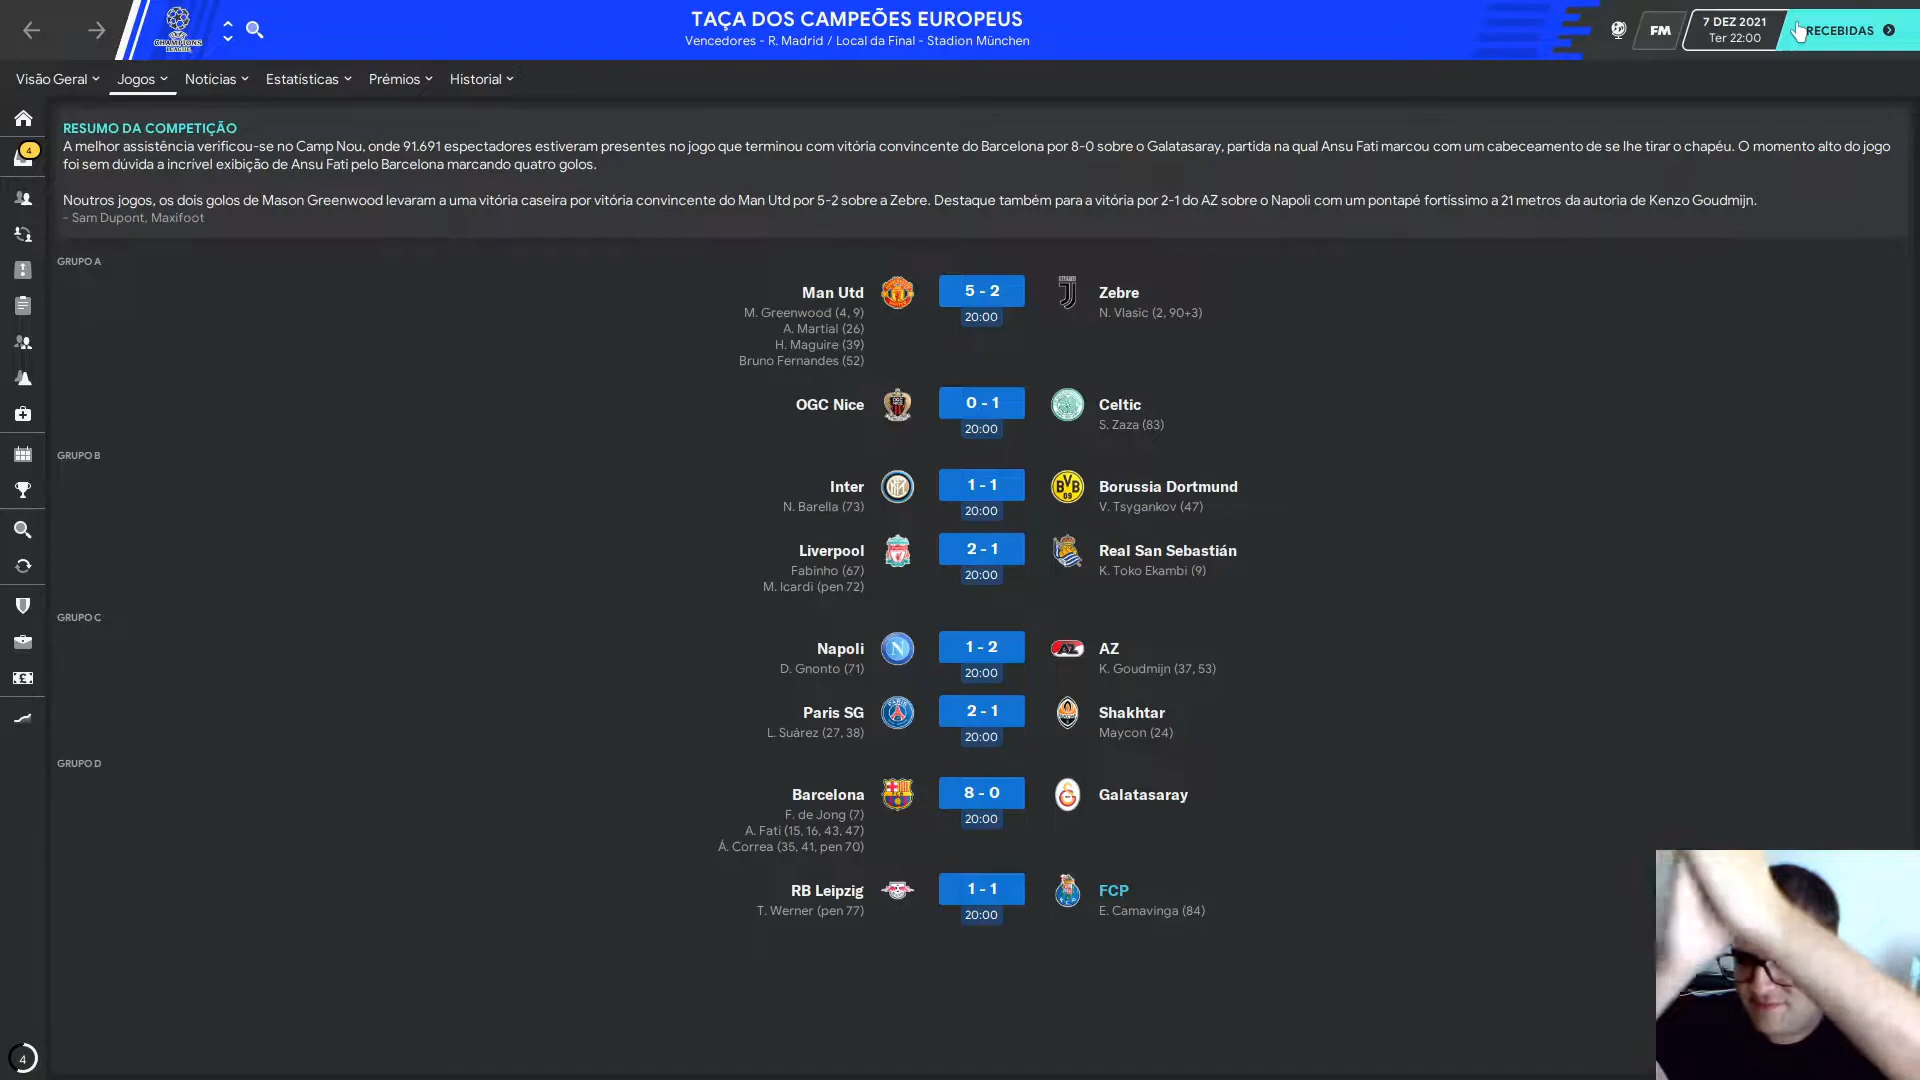 TAÇA DOS CAMPEÕES EUROPEUS
Vencedores - R. Madrid / Local da Final - Stadion München
FM
7 DEZ 2021
Ter 22:00
RECEBIDAS
CHAMPIONS
LEAGUE
Visão Geral
Jogos
Notícias
Estatísticas
Prémios
Historial
4
RESUMO DA COMPETIÇÃO
A melhor assistência verificou-se no Camp Nou, onde 91.691 espectadores estiveram presentes no jogo que terminou com vitória convincente do Barcelona por 8-0 sobre o Galatasaray, partida na qual Ansu Fati marcou com um cabeceamento de se lhe tirar o chapéu. O momento alto do jogo
foi sem dúvida a incrível exibição de Ansu Fati pelo Barcelona marcando quatro golos.
Noutros jogos, os dois golos de Mason Greenwood levaram a uma vitória caseira por vitória convincente do Man Utd por 5-2 sobre a Zebre. Destaque também para a vitória por 2-1 do AZ sobre o Napoli com um pontapé fortíssimo a 21 metros da autoria de Kenzo Goudmijn.
- Sam Dupont, Maxifoot
GRUPO A
Man Utd 5 - 2 Zebre
M. Greenwood (4, 9) 20:00 N. Vlasic (2, 90+3)
A. Martial (26)
H. Maguire (39)
Bruno Fernandes (52)
OGC Nice 0 - 1 Celtic
20:00 S. Zaza (83)
GRUPO B
Inter 1 - 1 Borussia Dortmund
N. Barella (73) 20:00 V. Tsygankov (47)
Liverpool 2 - 1 Real San Sebastián
Fabinho (67) 20:00 K. Toko Ekambi (9)
M. Icardi (pen 72)
GRUPO C
Napoli 1 - 2 AZ
D. Gnonto (71) 20:00 K. Goudmijn (37, 53)
Paris SG 2 - 1 Shakhtar
L. Suárez (27, 38) 20:00 Maycon (24)
GRUPO D
Barcelona 8 - 0 Galatasaray
F. de Jong (7) 20:00
A. Fati (15, 16, 43, 47)
Á. Correa (35, 41, pen 70)
RB Leipzig 1 - 1 FCP
T. Werner (pen 77) 20:00 E. Camavinga (84)
4